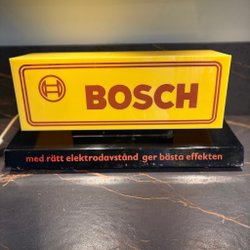 BOSCH
med rätt elektrodavstånd ger bästa effekten